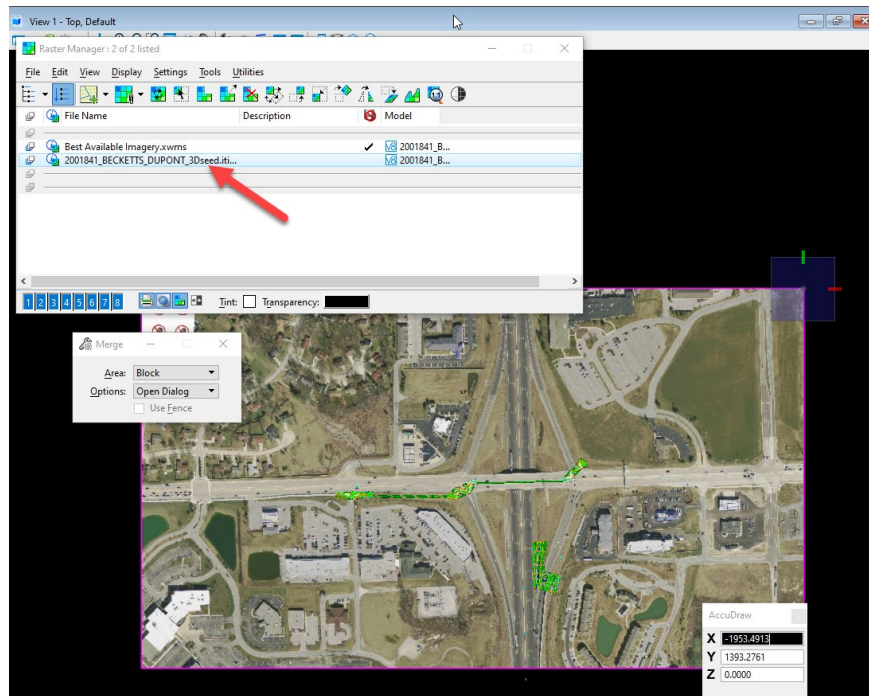 View 1 - Top, Default
Raster Manager : 2 of 2 listed
File Edit View Display Settings Tools Utilities
File Name Description Model
Best Available Imagery.xwms V8 2001841_B...
2001841_BECKETTS_DUPONT_3Dseed.iti... V8 2001841_B...
1 2 3 4 5 6 7 8 Tint: Transparency:
Merge
Area: Block
Options: Open Dialog
Use Fence
AccuDraw
X -1953.4913
Y 1393.2761
Z 0.0000